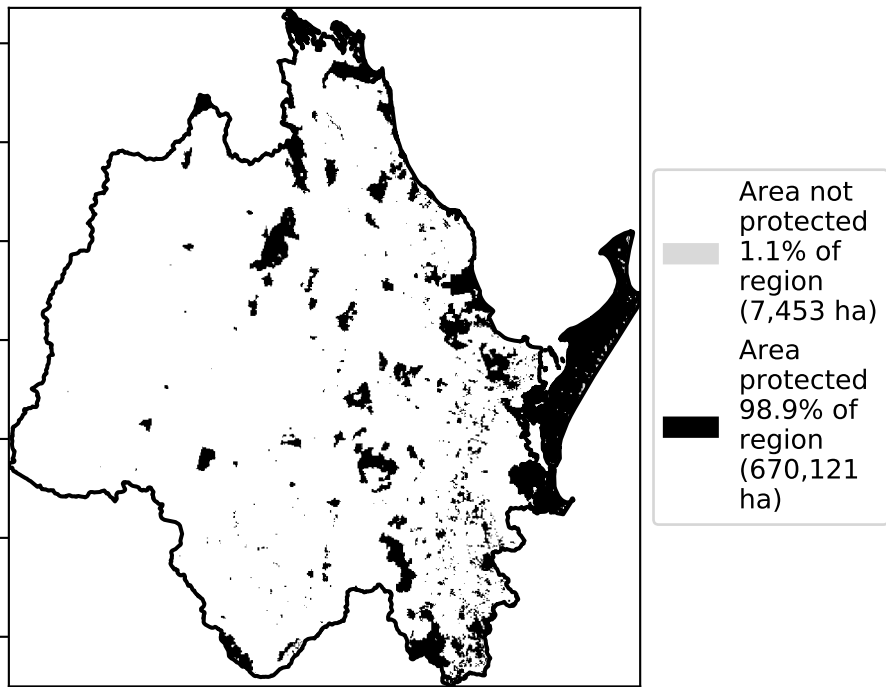 Area not
protected
1.1% of
region
(7,453 ha)
Area
protected
98.9% of
region
(670,121
ha)